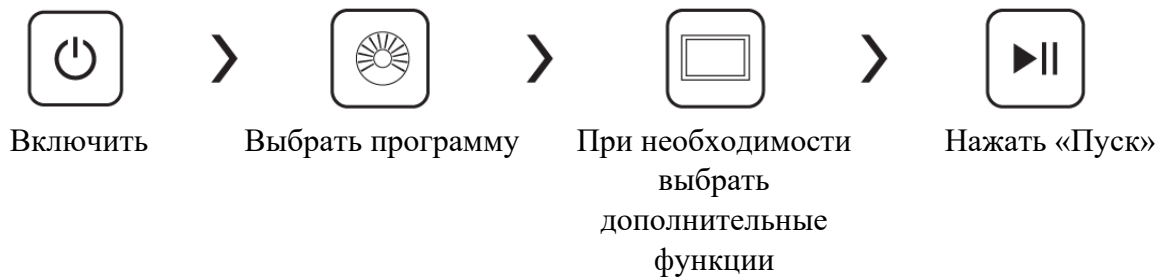 Включить
Выбрать программу
При необходимости
выбрать
дополнительные
функции
Нажать «Пуск»